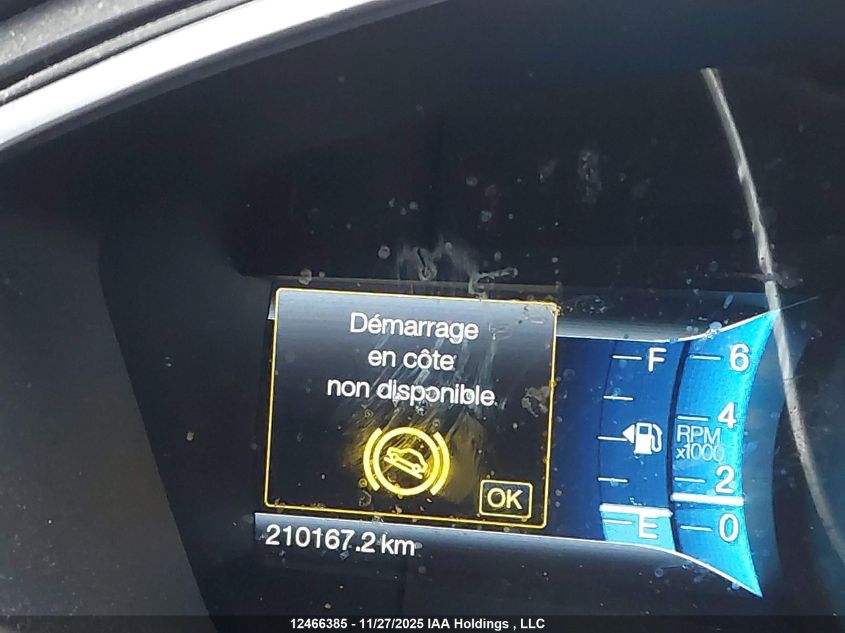 Démarrage
en côte
non disponible
OK
210167.2 km
F
E
6
4
RPM
x1000
2
0
12466385 - 11/27/2025 IAA Holdings , LLC